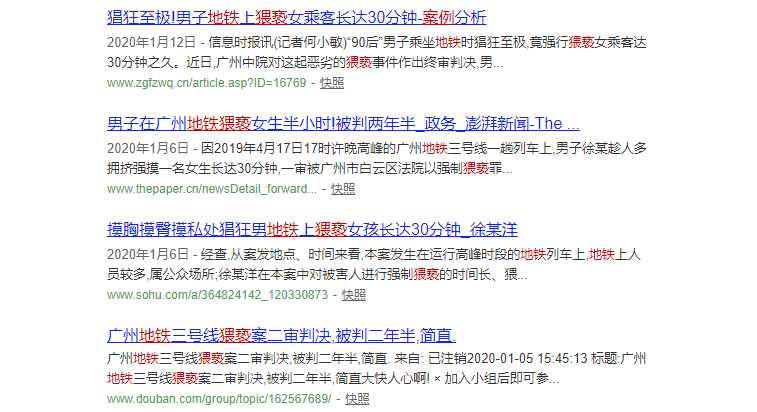 猖狂至极!男子地铁上猥亵女乘客长达30分钟-案例分析
2020年1月12日 - 信息时报讯(记者何小敏)“90后”男子乘坐地铁时猖狂至极,竟强行猥亵女乘客达
30分钟之久。近日,广州中院对这起恶劣的猥亵事件作出终审判决,男...
www.zgfzwq.cn/article.asp?ID=16769 - 快照
男子在广州地铁猥亵女生半小时!被判两年半_政务_澎湃新闻-The ...
2020年1月6日 - 因2019年4月17日17时许晚高峰的广州地铁三号线一趟列车上,男子徐某趁人多
拥挤强摸一名女生长达30分钟,一审被广州市白云区法院以强制猥亵罪...
www.thepaper.cn/newsDetail_forward... - 快照
摸胸摸臀摸私处猖狂男地铁上猥亵女孩长达30分钟_徐某洋
2020年1月6日 - 经查,从案发地点、时间来看,本案发生在运行高峰时段的地铁列车上,地铁上人
员较多,属公众场所;徐某洋在本案中对被害人进行强制猥亵的时间长、猥...
www.sohu.com/a/364824142_120330873 - 快照
广州地铁三号线猥亵案二审判决,被判二年半,简直.
广州地铁三号线猥亵案二审判决,被判二年半,简直. 来自: 已注销2020-01-05 15:45:13 标题:广州
地铁三号线猥亵案二审判决,被判二年半,简直大快人心啊! × 加入小组后即可参...
www.douban.com/group/topic/162567689/ - 快照